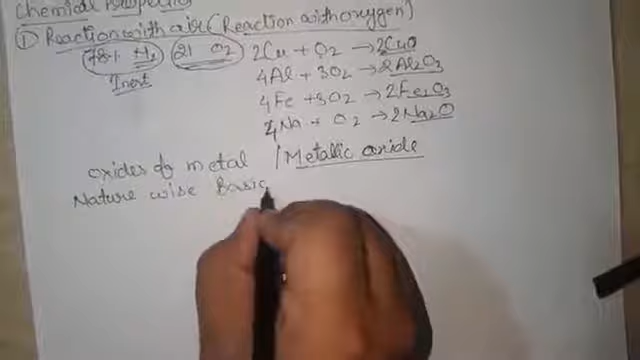 Chemical Properties
① Reaction with air (Reaction with oxygen)
78% N₂ 21 O₂ 2Cu + O₂ → 2CuO
Inert 4Al + 3O₂ → 2Al₂O₃
4Fe + 3O₂ → 2Fe₂O₃
4Na + O₂ → 2Na₂O
oxides of metal / Metallic oxide
Nature wise Basic